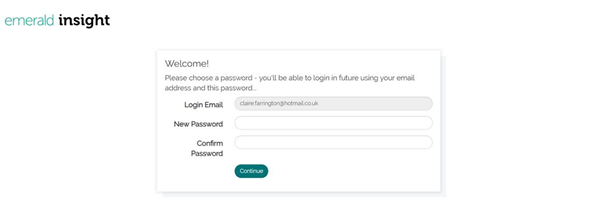 emerald insight
Welcome!
Please choose a password - you'll be able to login in future using your email
address and this password...
Login Email claire.farrington@hotmail.co.uk
New Password
Confirm
Password
Continue